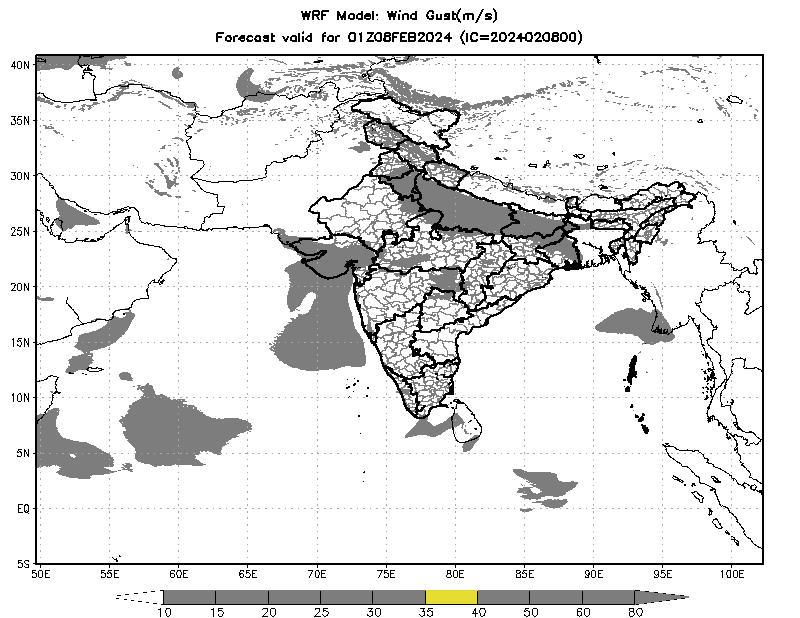 WRF Model: Wind Gust(m/s)
Forecast valid for 01Z08FEB2024 (IC=2024020800)
40N
35N
30N
25N
20N
15N
10N
5N
EQ
5S
50E 55E 60E 65E 70E 75E 80E 85E 90E 95E 100E
10 15 20 25 30 35 40 50 60 80